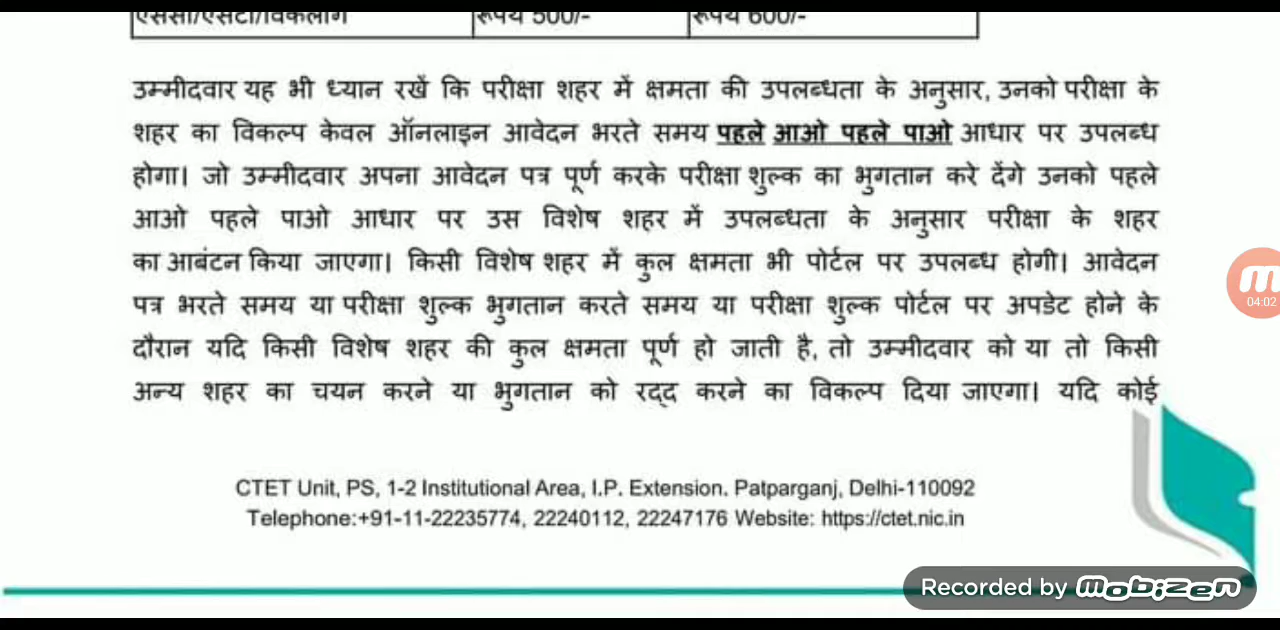 एससी/एसटी/विकलांग रूपये 500/- रूपये 600/-
उम्मीदवार यह भी ध्यान रखें कि परीक्षा शहर में क्षमता की उपलब्धता के अनुसार, उनको परीक्षा के
शहर का विकल्प केवल ऑनलाइन आवेदन भरते समय पहले आओ पहले पाओ आधार पर उपलब्ध
होगा। जो उम्मीदवार अपना आवेदन पत्र पूर्ण करके परीक्षा शुल्क का भुगतान करे देंगे उनको पहले
आओ पहले पाओ आधार पर उस विशेष शहर में उपलब्धता के अनुसार परीक्षा के शहर
का आबंटन किया जाएगा। किसी विशेष शहर में कुल क्षमता भी पोर्टल पर उपलब्ध होगी। आवेदन
पत्र भरते समय या परीक्षा शुल्क भुगतान करते समय या परीक्षा शुल्क पोर्टल पर अपडेट होने के
दौरान यदि किसी विशेष शहर की कुल क्षमता पूर्ण हो जाती है, तो उम्मीदवार को या तो किसी
अन्य शहर का चयन करने या भुगतान को रद्द करने का विकल्प दिया जाएगा। यदि कोई
CTET Unit, PS, 1-2 Institutional Area, I.P. Extension. Patparganj, Delhi-110092
Telephone:+91-11-22235774, 22240112, 22247176 Website: https://ctet.nic.in
04:02
Recorded by Mobizen